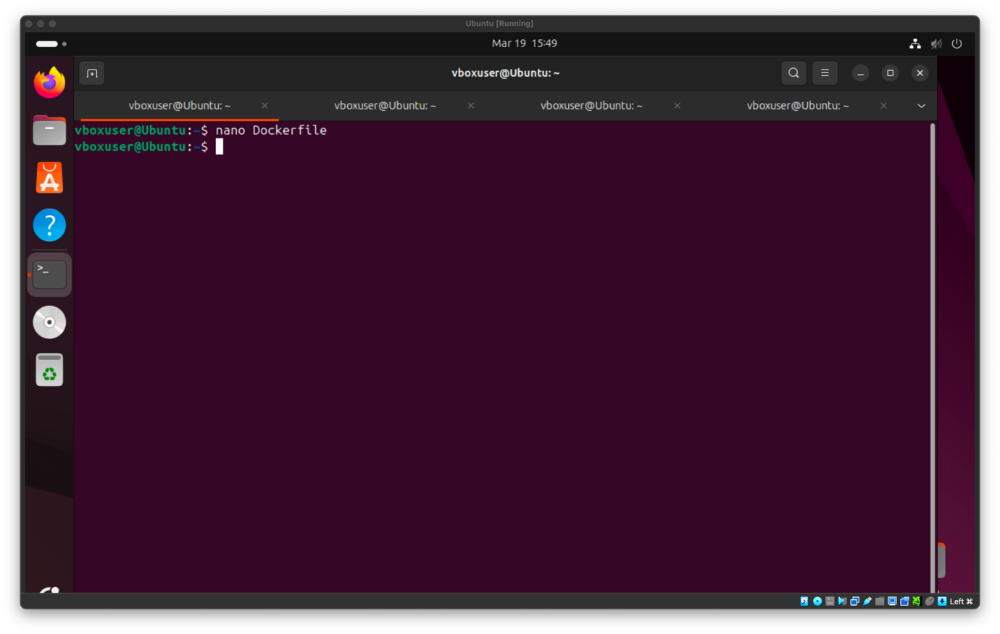 Ubuntu [Running]
Mar 19 15:49
vboxuser@Ubuntu: ~
vboxuser@Ubuntu: ~ vboxuser@Ubuntu: ~ vboxuser@Ubuntu: ~ vboxuser@Ubuntu: ~
vboxuser@Ubuntu:~$ nano Dockerfile
vboxuser@Ubuntu:~$
Left ⌘